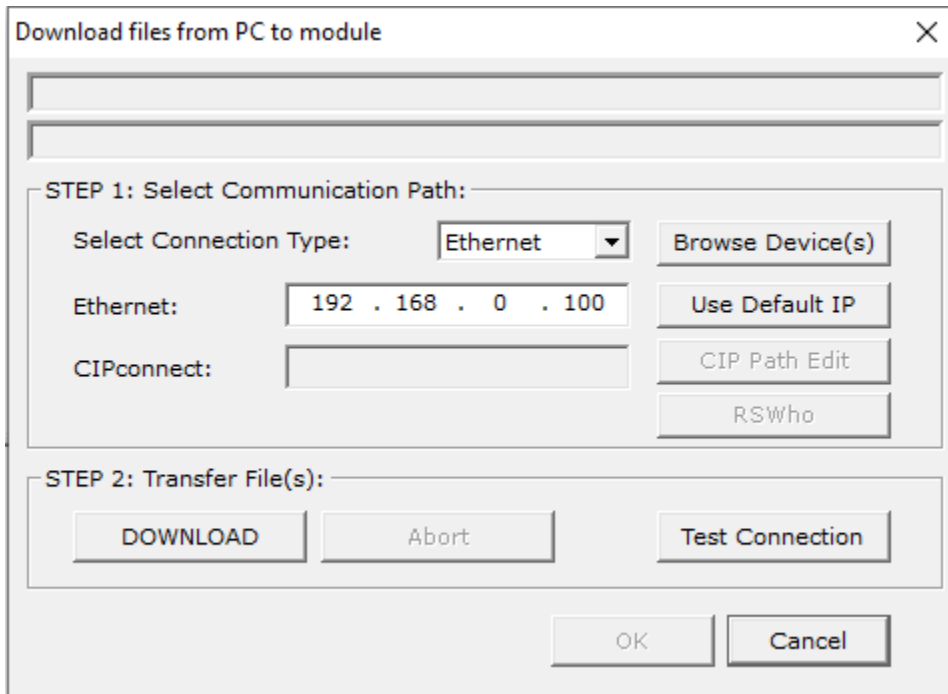 Download files from PC to module
STEP 1: Select Communication Path:
Select Connection Type: Ethernet Browse Device(s)
Ethernet: 192 . 168 . 0 . 100 Use Default IP
CIPconnect: CIP Path Edit
RSWho
STEP 2: Transfer File(s):
DOWNLOAD Abort Test Connection
OK Cancel